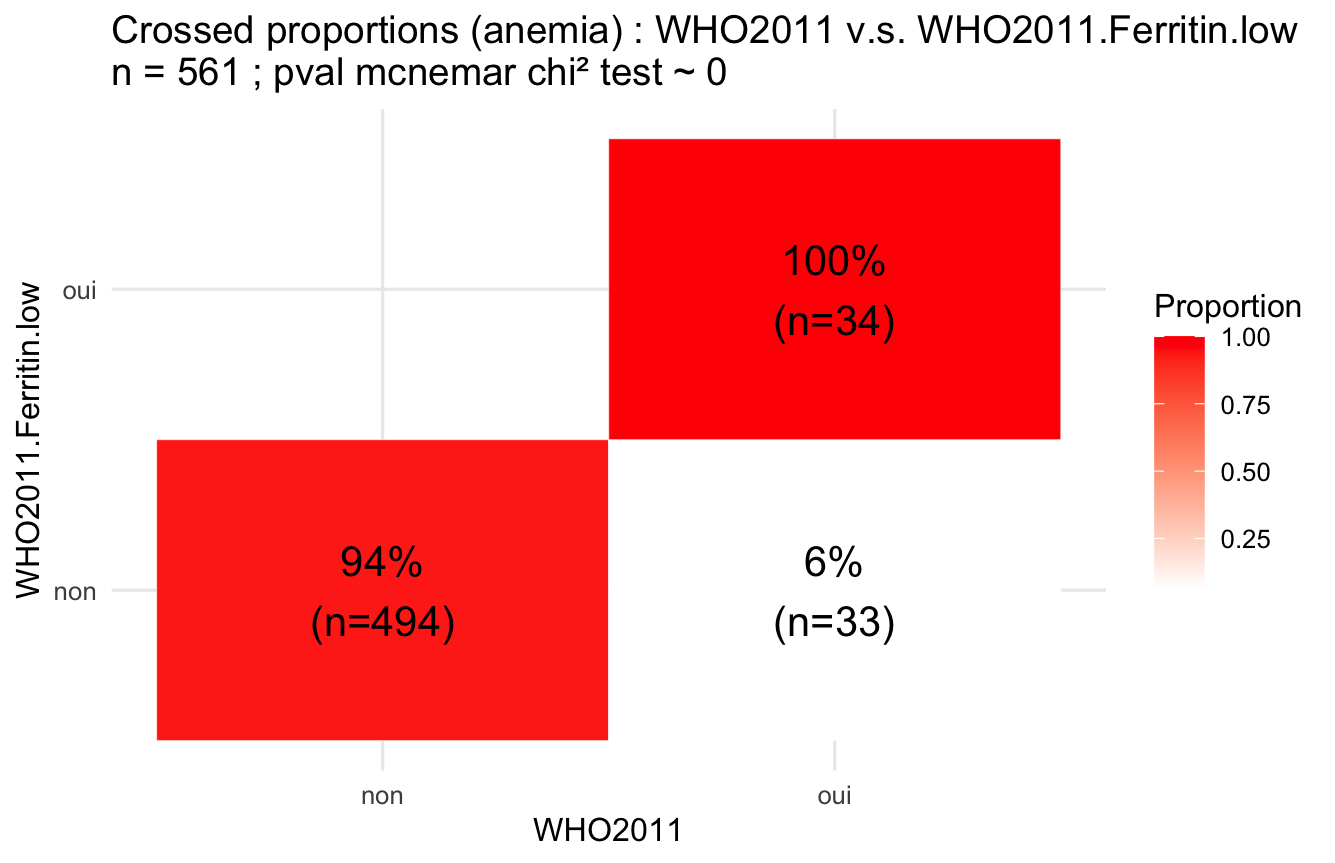 Crossed proportions (anemia) : WHO2011 v.s. WHO2011.Ferritin.low
n = 561 ; pval mcnemar chi² test ~ 0
WHO2011.Ferritin.low
oui
non
100%
(n=34)
94%
(n=494)
6%
(n=33)
non
oui
WHO2011
Proportion
1.00
0.75
0.50
0.25